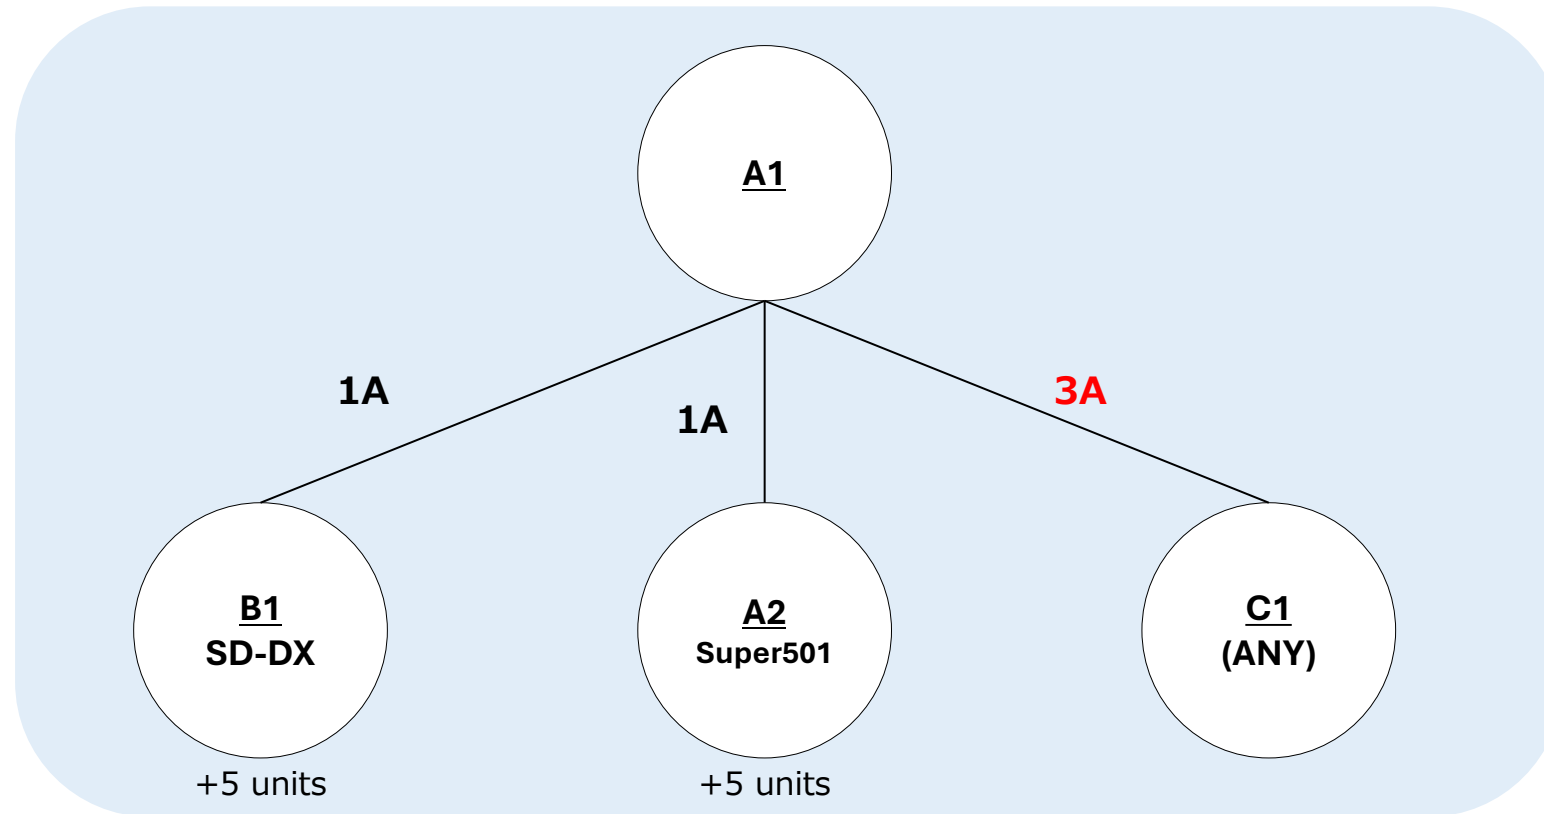 A1
1A
1A
3A
B1
SD-DX
A2
Super501
C1
(ANY)
+5 units
+5 units